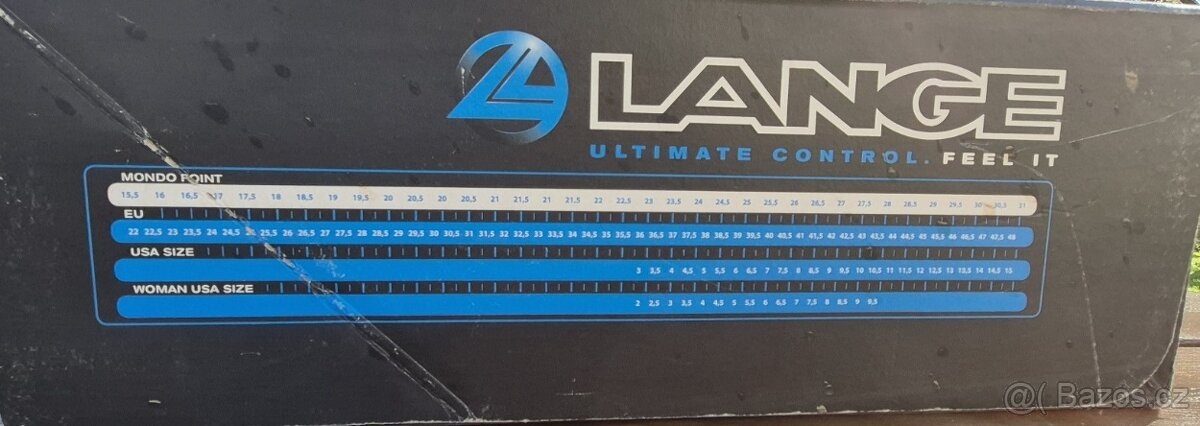 LANGE
ULTIMATE CONTROL. FEEL IT
MONDO POINT
15,5 16 16,5 17 17,5 18 18,5 19 19,5 20 20 20,5 20,5 21 21,5 21,5 22 22,5 22,5 23 23,5 24 24,5 25 25,5 26 26,5 27 27,5 28 28,5 29 29,5 30 30,5 31
EU
22 22,5 23 23,5 24 24,5 25 25,5 26 26,5 27 27,5 28 28,5 29 29,5 30 30,5 31 31,5 32 32,5 33 33,5 34 34,5 35 35,5 36 36,5 37 37,5 38 38,5 39 39,5 40 40,5 41 41,5 42 42,5 43 43,5 44 44,5 45 45,5 46 46,5 47 47,5 48
USA SIZE
3 3,5 4 4,5 5 5,5 6 6,5 7 7,5 8 8,5 9 9,5 10 10,5 11 11,5 12 12,5 13 13,5 14 14,5 15
WOMAN USA SIZE
2 2,5 3 3,5 4 4,5 5 5,5 6 6,5 7 7,5 8 8,5 9 9,5
@( Bazos.cz